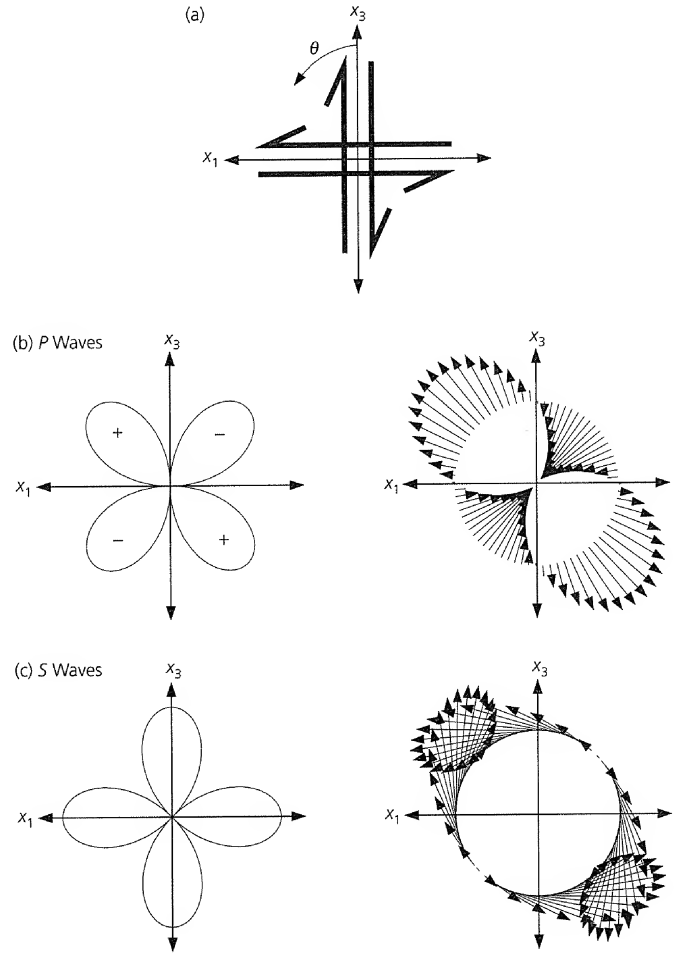 (a)
x₃
θ
x₁
(b) P Waves
x₃
x₃
+
−
x₁
x₁
−
+
(c) S Waves
x₃
x₃
x₁
x₁